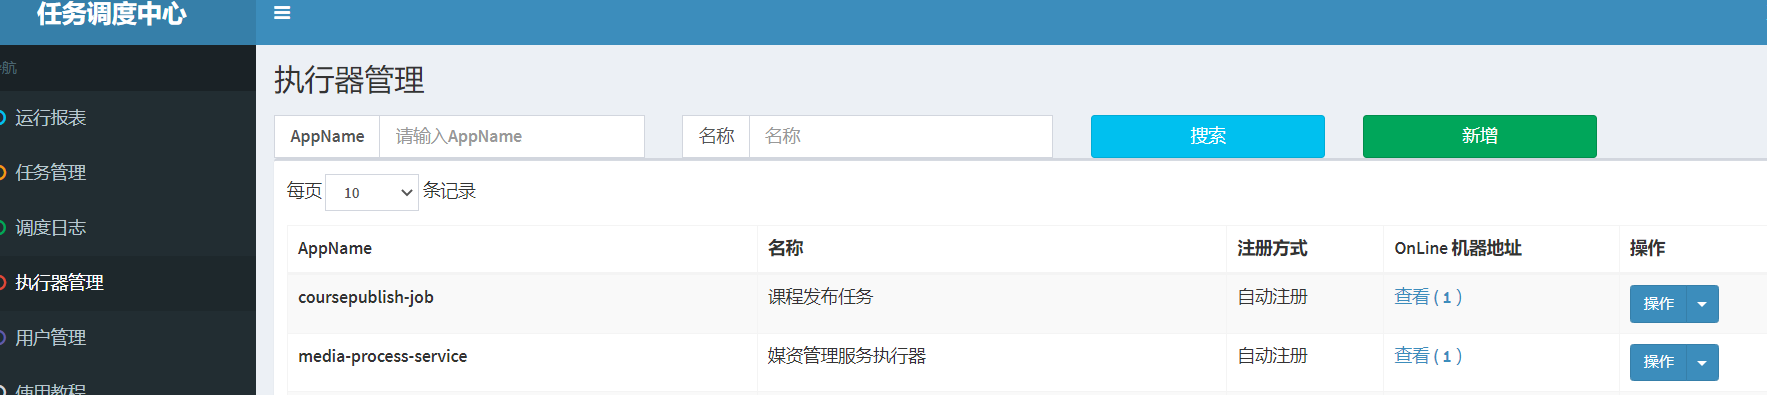 任务调度中心
航
运行报表
任务管理
调度日志
执行器管理
用户管理
使用教程
执行器管理
AppName 请输入AppName 名称 名称 搜索 新增
每页 10 条记录
AppName 名称 注册方式 OnLine 机器地址 操作
coursepublish-job 课程发布任务 自动注册 查看 ( 1 ) 操作
media-process-service 媒资管理服务执行器 自动注册 查看 ( 1 ) 操作